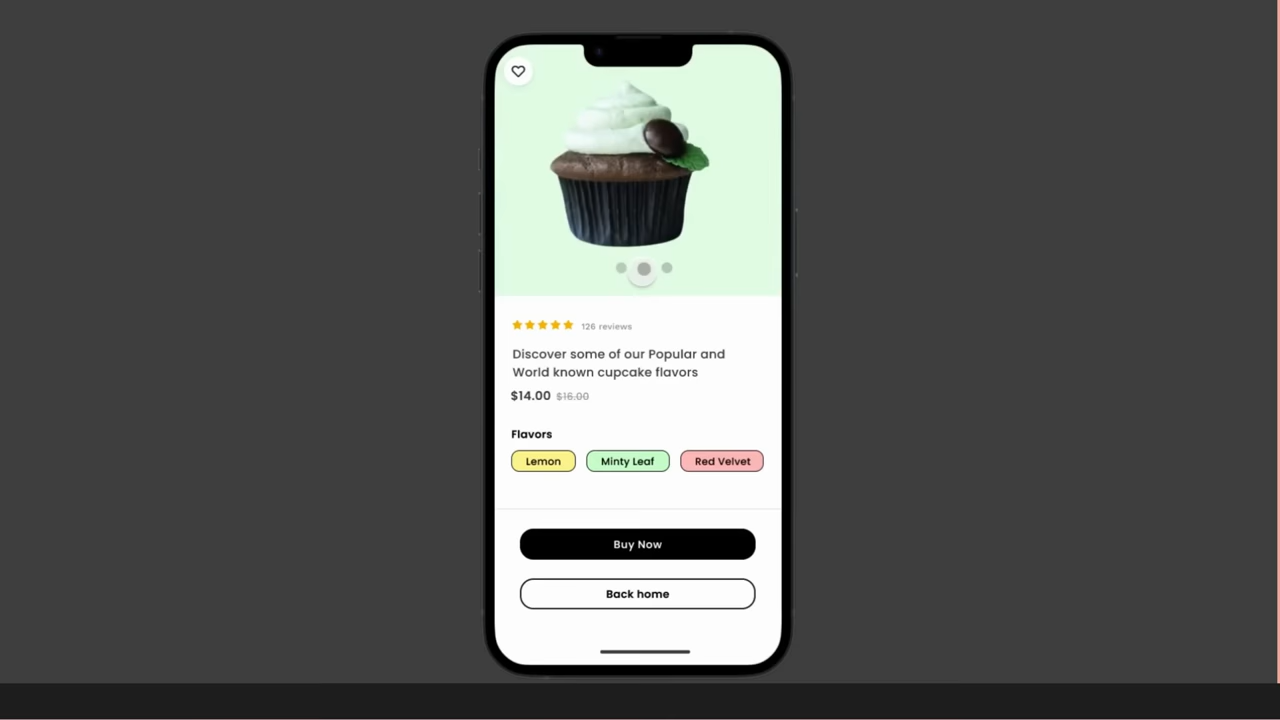 126 reviews
Discover some of our Popular and
World known cupcake flavors
$14.00 $16.00
Flavors
Lemon Minty Leaf Red Velvet
Buy Now
Back home